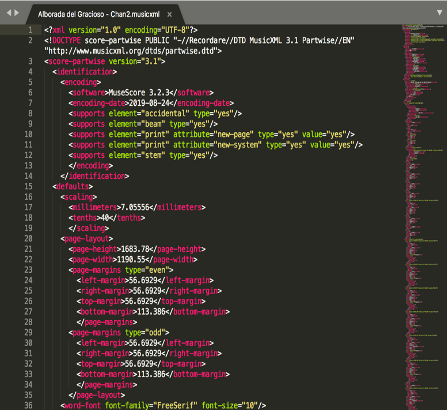 Alborada del Gracioso - Chan2.musicxml
1 <?xml version="1.0" encoding="UTF-8"?>
2 <!DOCTYPE score-partwise PUBLIC "-//Recordare//DTD MusicXML 3.1 Partwise//EN"
"http://www.musicxml.org/dtds/partwise.dtd">
3 <score-partwise version="3.1">
4 <identification>
5 <encoding>
6 <software>MuseScore 3.2.3</software>
7 <encoding-date>2019-08-24</encoding-date>
8 <supports element="accidental" type="yes"/>
9 <supports element="beam" type="yes"/>
10 <supports element="print" attribute="new-page" type="yes" value="yes"/>
11 <supports element="print" attribute="new-system" type="yes" value="yes"/>
12 <supports element="stem" type="yes"/>
13 </encoding>
14 </identification>
15 <defaults>
16 <scaling>
17 <millimeters>7.05556</millimeters>
18 <tenths>40</tenths>
19 </scaling>
20 <page-layout>
21 <page-height>1683.78</page-height>
22 <page-width>1190.55</page-width>
23 <page-margins type="even">
24 <left-margin>56.6929</left-margin>
25 <right-margin>56.6929</right-margin>
26 <top-margin>56.6929</top-margin>
27 <bottom-margin>113.386</bottom-margin>
28 </page-margins>
29 <page-margins type="odd">
30 <left-margin>56.6929</left-margin>
31 <right-margin>56.6929</right-margin>
32 <top-margin>56.6929</top-margin>
33 <bottom-margin>113.386</bottom-margin>
34 </page-margins>
35 </page-layout>
36 <word-font font-family="FreeSerif" font-size="10"/>